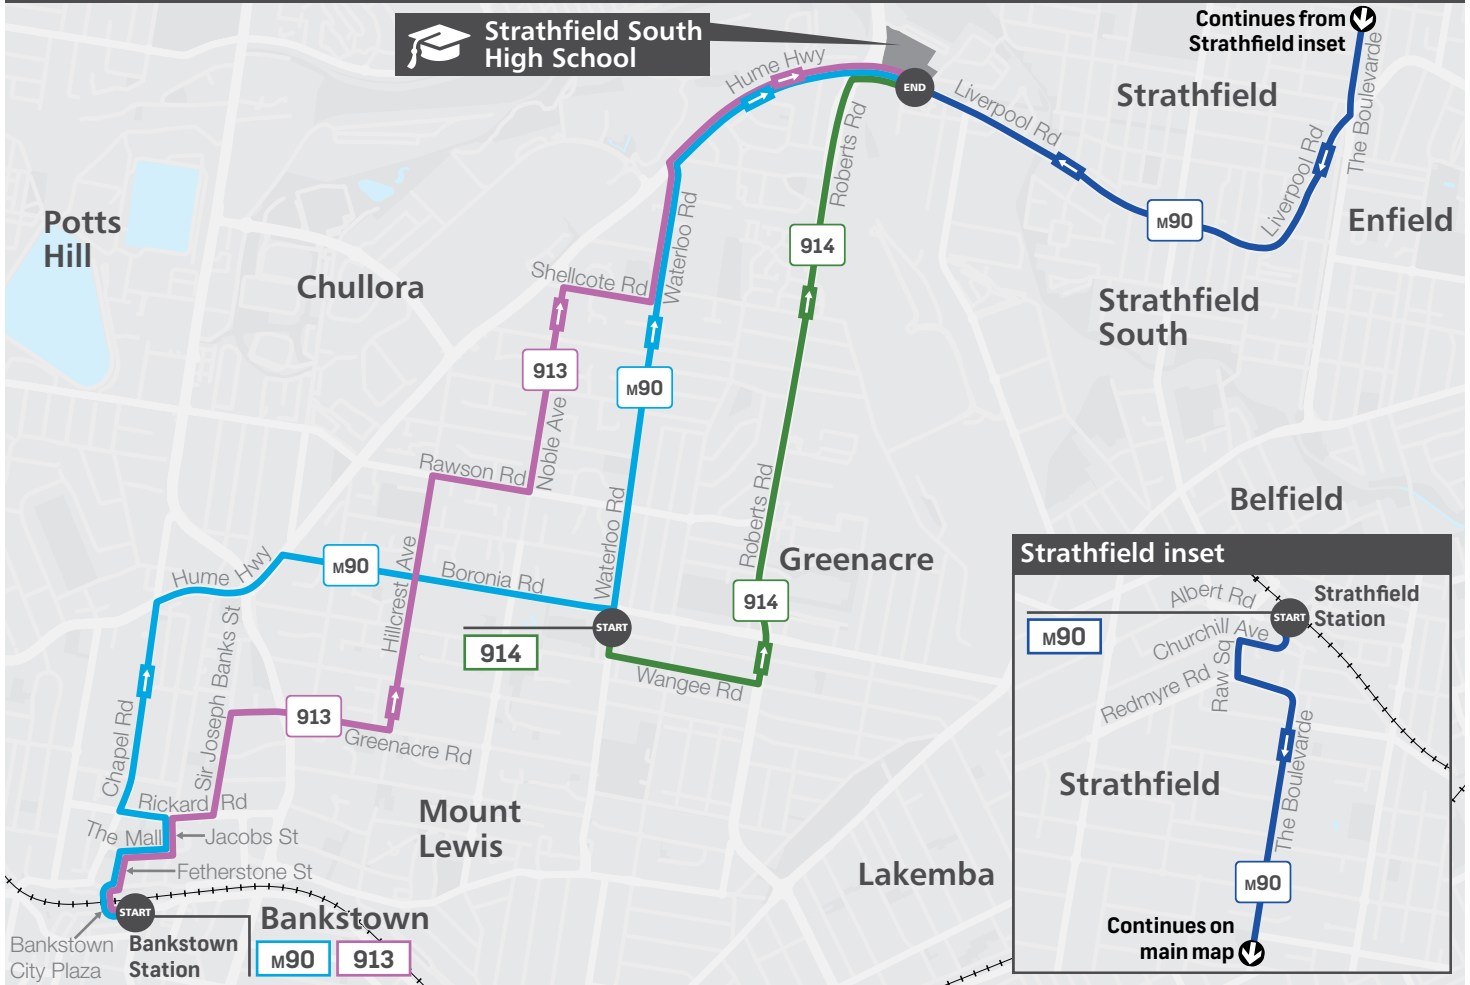 Strathfield South
High School
Continues from
Strathfield inset
Hume Hwy
END
Liverpool Rd
Strathfield
The Boulevarde
Liverpool Rd
Roberts Rd
Potts
Hill
Waterloo Rd
914
M90
Enfield
Chullora
Shellcote Rd
Strathfield
South
913
M90
Noble Ave
Rawson Rd
Roberts Rd
Waterloo Rd
Belfield
Hume Hwy
M90
Hillcrest Ave
Boronia Rd
Greenacre
914
START
914
Wangee Rd
Sir Joseph Banks St
Chapel Rd
913
Greenacre Rd
Rickard Rd
The Mall
Jacobs St
Fetherstone St
Mount
Lewis
Lakemba
START
Bankstown
Bankstown
City Plaza
Bankstown
Station
M90
913
Strathfield inset
Albert Rd
START
Strathfield
Station
M90
Churchill Ave
Raw Sq
Redmyre Rd
The Boulevarde
Strathfield
M90
Continues on
main map